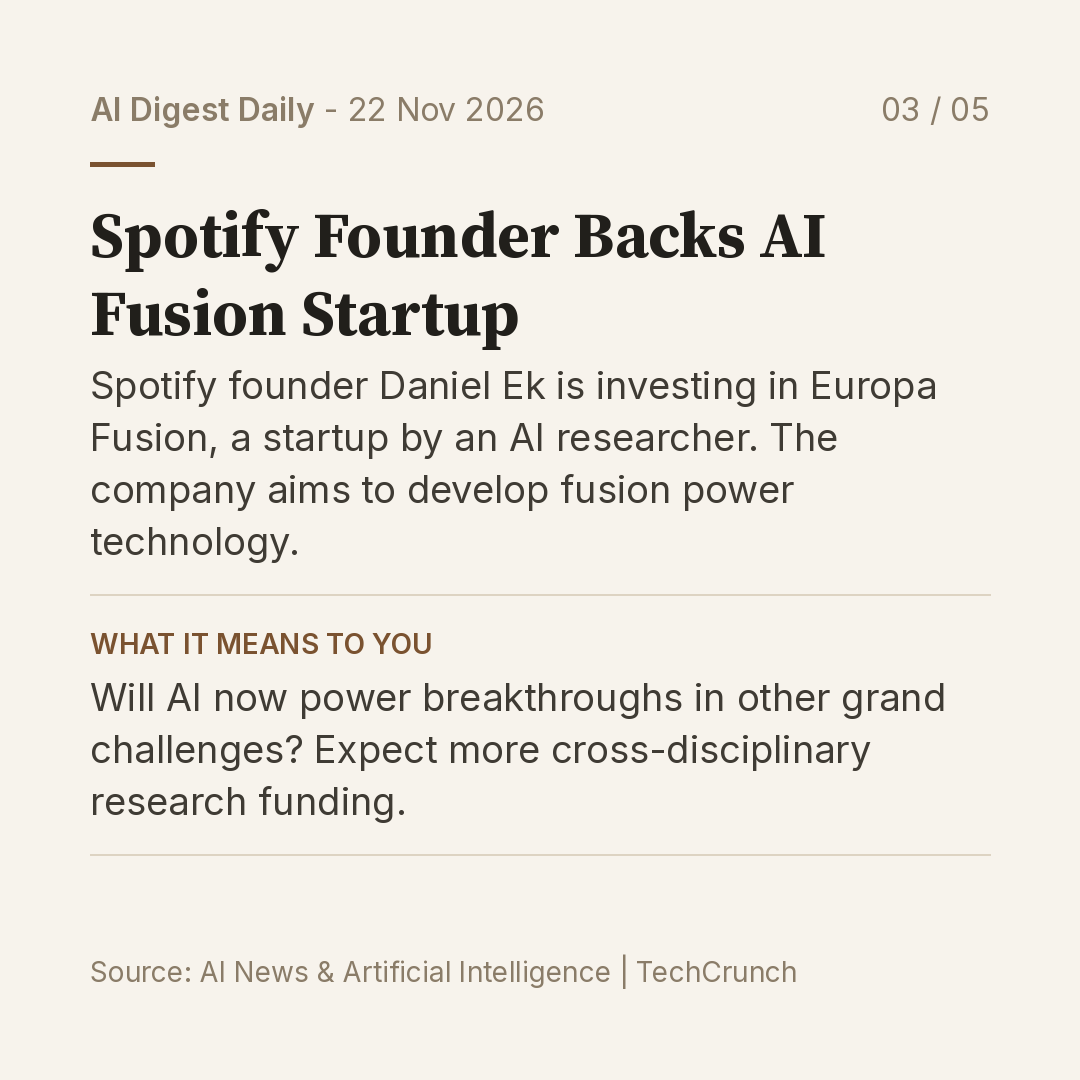 AI Digest Daily - 22 Nov 2026
03 / 05
Spotify Founder Backs AI
Fusion Startup
Spotify founder Daniel Ek is investing in Europa
Fusion, a startup by an AI researcher. The
company aims to develop fusion power
technology.
WHAT IT MEANS TO YOU
Will AI now power breakthroughs in other grand
challenges? Expect more cross-disciplinary
research funding.
Source: AI News & Artificial Intelligence | TechCrunch